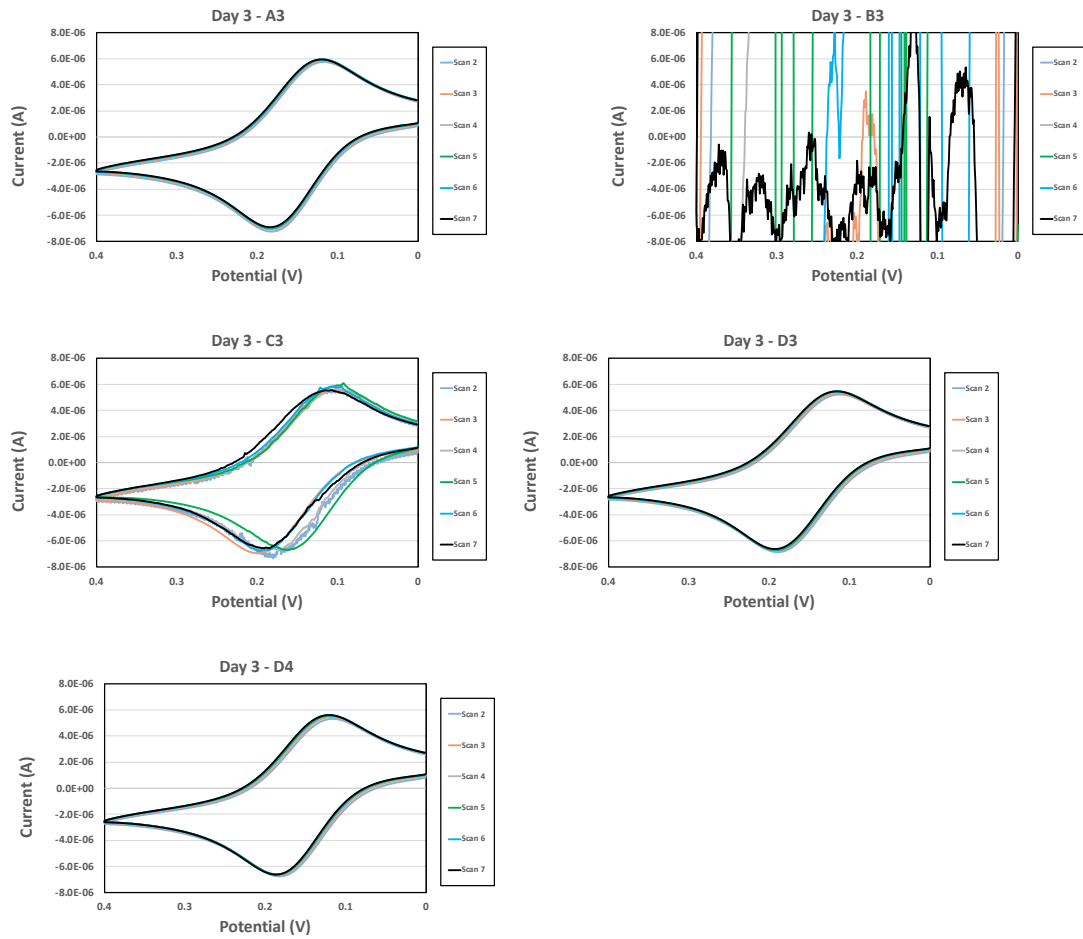 Day 3 - A3
Current (A)
8.0E-06
6.0E-06
4.0E-06
2.0E-06
0.0E+00
-2.0E-06
-4.0E-06
-6.0E-06
-8.0E-06
0.4 0.3 0.2 0.1 0
Potential (V)
Scan 2
Scan 3
Scan 4
Scan 5
Scan 6
Scan 7
Day 3 - B3
Current (A)
8.0E-06
6.0E-06
4.0E-06
2.0E-06
0.0E+00
-2.0E-06
-4.0E-06
-6.0E-06
-8.0E-06
0.4 0.3 0.2 0.1 0
Potential (V)
Scan 2
Scan 3
Scan 4
Scan 5
Scan 6
Scan 7
Day 3 - C3
Current (A)
8.0E-06
6.0E-06
4.0E-06
2.0E-06
0.0E+00
-2.0E-06
-4.0E-06
-6.0E-06
-8.0E-06
0.4 0.3 0.2 0.1 0
Potential (V)
Scan 2
Scan 3
Scan 4
Scan 5
Scan 6
Scan 7
Day 3 - D3
Current (A)
8.0E-06
6.0E-06
4.0E-06
2.0E-06
0.0E+00
-2.0E-06
-4.0E-06
-6.0E-06
-8.0E-06
0.4 0.3 0.2 0.1 0
Potential (V)
Scan 2
Scan 3
Scan 4
Scan 5
Scan 6
Scan 7
Day 3 - D4
Current (A)
8.0E-06
6.0E-06
4.0E-06
2.0E-06
0.0E+00
-2.0E-06
-4.0E-06
-6.0E-06
-8.0E-06
0.4 0.3 0.2 0.1 0
Potential (V)
Scan 2
Scan 3
Scan 4
Scan 5
Scan 6
Scan 7